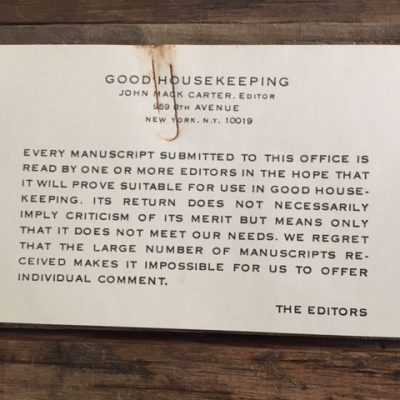 GOOD HOUSEKEEPING
JOHN MACK CARTER, EDITOR
959 8TH AVENUE
NEW YORK, N.Y. 10019
EVERY MANUSCRIPT SUBMITTED TO THIS OFFICE IS
READ BY ONE OR MORE EDITORS IN THE HOPE THAT
IT WILL PROVE SUITABLE FOR USE IN GOOD HOUSE-
KEEPING. ITS RETURN DOES NOT NECESSARILY
IMPLY CRITICISM OF ITS MERIT BUT MEANS ONLY
THAT IT DOES NOT MEET OUR NEEDS. WE REGRET
THAT THE LARGE NUMBER OF MANUSCRIPTS RE-
CEIVED MAKES IT IMPOSSIBLE FOR US TO OFFER
INDIVIDUAL COMMENT.
THE EDITORS